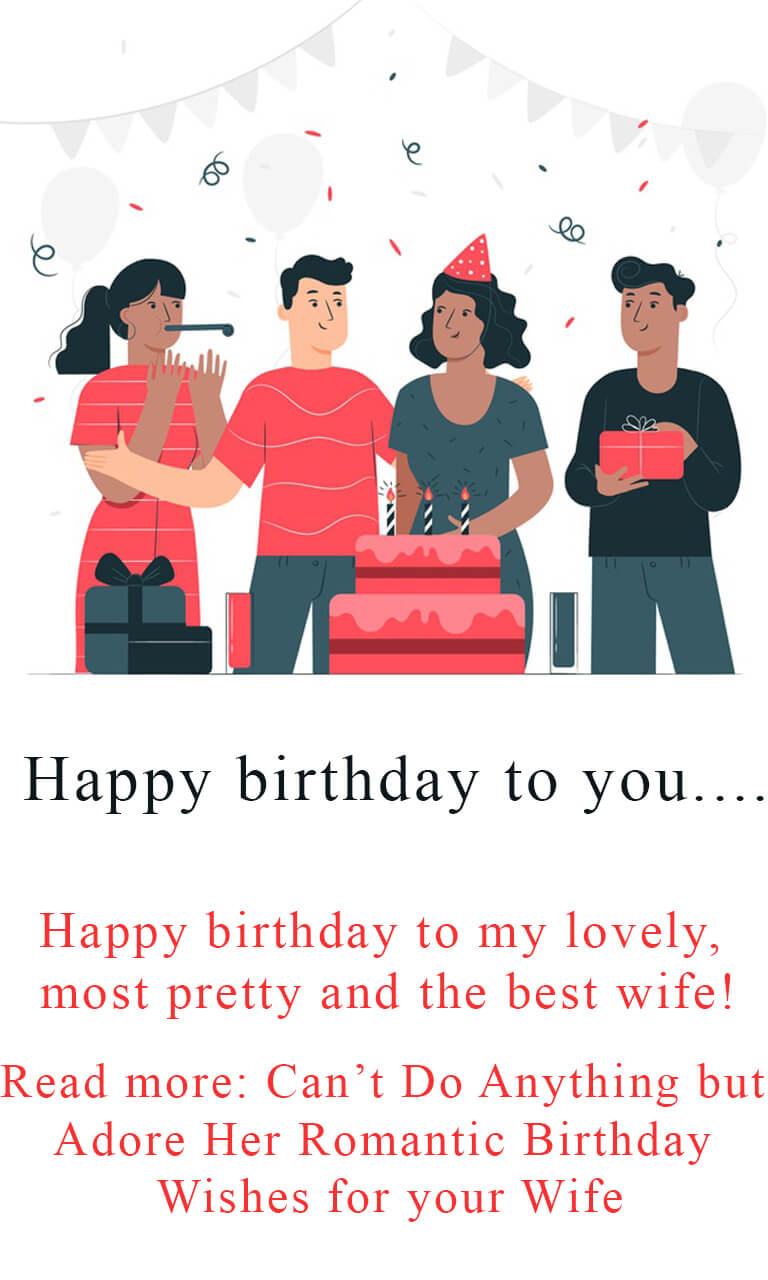 Happy birthday to you....
Happy birthday to my lovely,
most pretty and the best wife!
Read more: Can’t Do Anything but
Adore Her Romantic Birthday
Wishes for your Wife